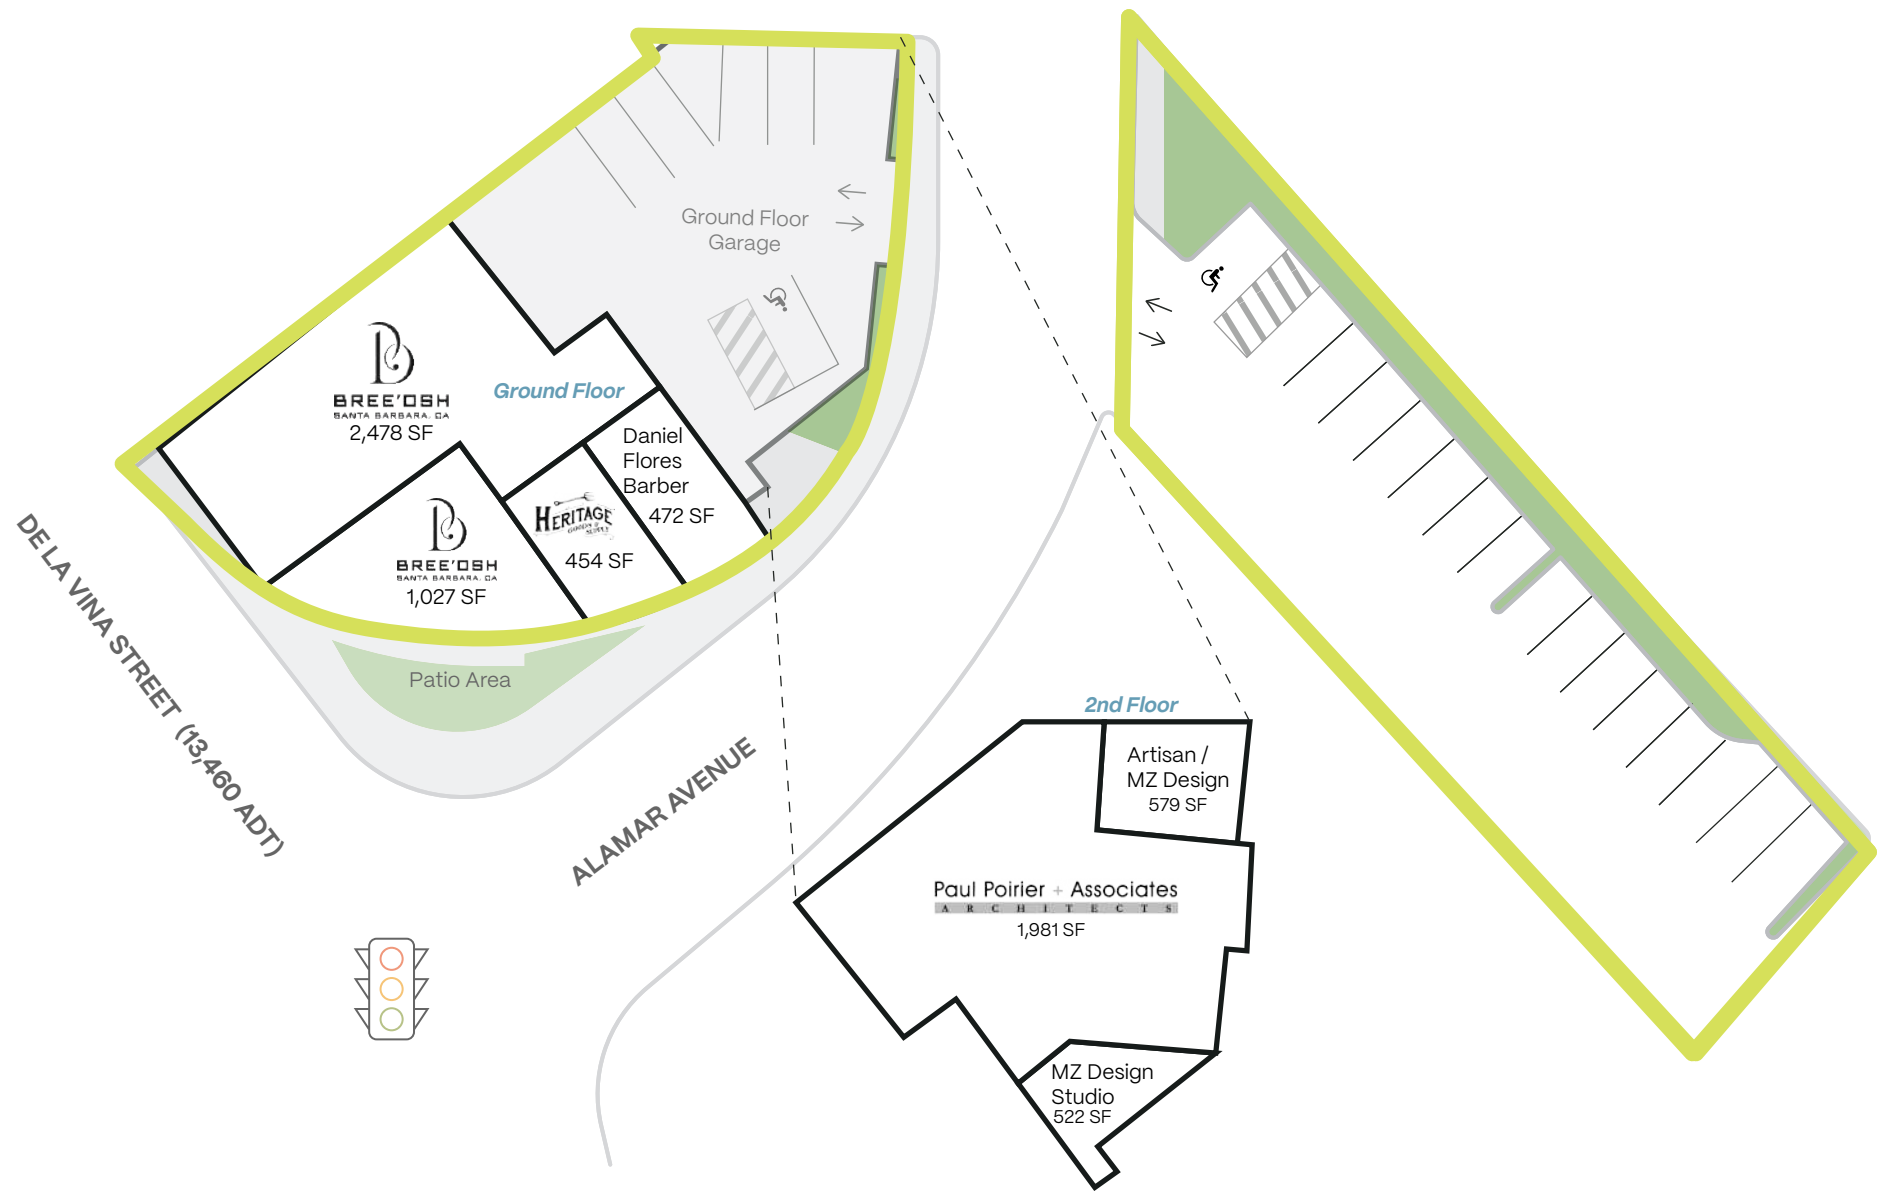 Ground Floor
Garage
BREE'OSH
SANTA BARBARA, CA
2,478 SF
Ground Floor
Daniel
Flores
Barber
472 SF
HERITAGE
GOODS & SUPPLY
454 SF
BREE'OSH
SANTA BARBARA, CA
1,027 SF
Patio Area
DE LA VINA STREET (13,460 ADT)
ALAMAR AVENUE
2nd Floor
Artisan /
MZ Design
579 SF
Paul Poirier + Associates
ARCHITECTS
1,981 SF
MZ Design
Studio
522 SF